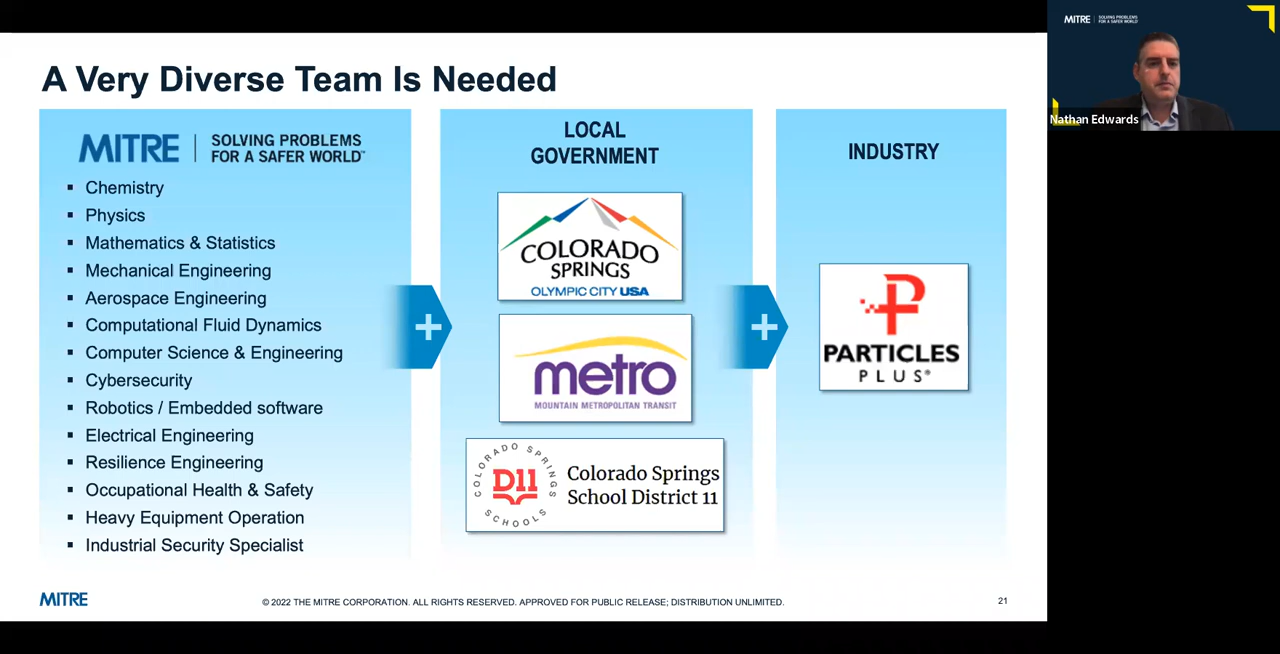 A Very Diverse Team Is Needed
MITRE | SOLVING PROBLEMS
FOR A SAFER WORLD™
▪ Chemistry
▪ Physics
▪ Mathematics & Statistics
▪ Mechanical Engineering
▪ Aerospace Engineering
▪ Computational Fluid Dynamics
▪ Computer Science & Engineering
▪ Cybersecurity
▪ Robotics / Embedded software
▪ Electrical Engineering
▪ Resilience Engineering
▪ Occupational Health & Safety
▪ Heavy Equipment Operation
▪ Industrial Security Specialist
+
LOCAL
GOVERNMENT
COLORADO
SPRINGS
OLYMPIC CITY USA
metro
MOUNTAIN METROPOLITAN TRANSIT
COLORADO SPRINGS
D11
SCHOOLS
Colorado Springs
School District 11
+
INDUSTRY
PARTICLES
PLUS®
MITRE
© 2022 THE MITRE CORPORATION. ALL RIGHTS RESERVED. APPROVED FOR PUBLIC RELEASE; DISTRIBUTION UNLIMITED.
21
MITRE | SOLVING PROBLEMS
FOR A SAFER WORLD
Nathan Edwards